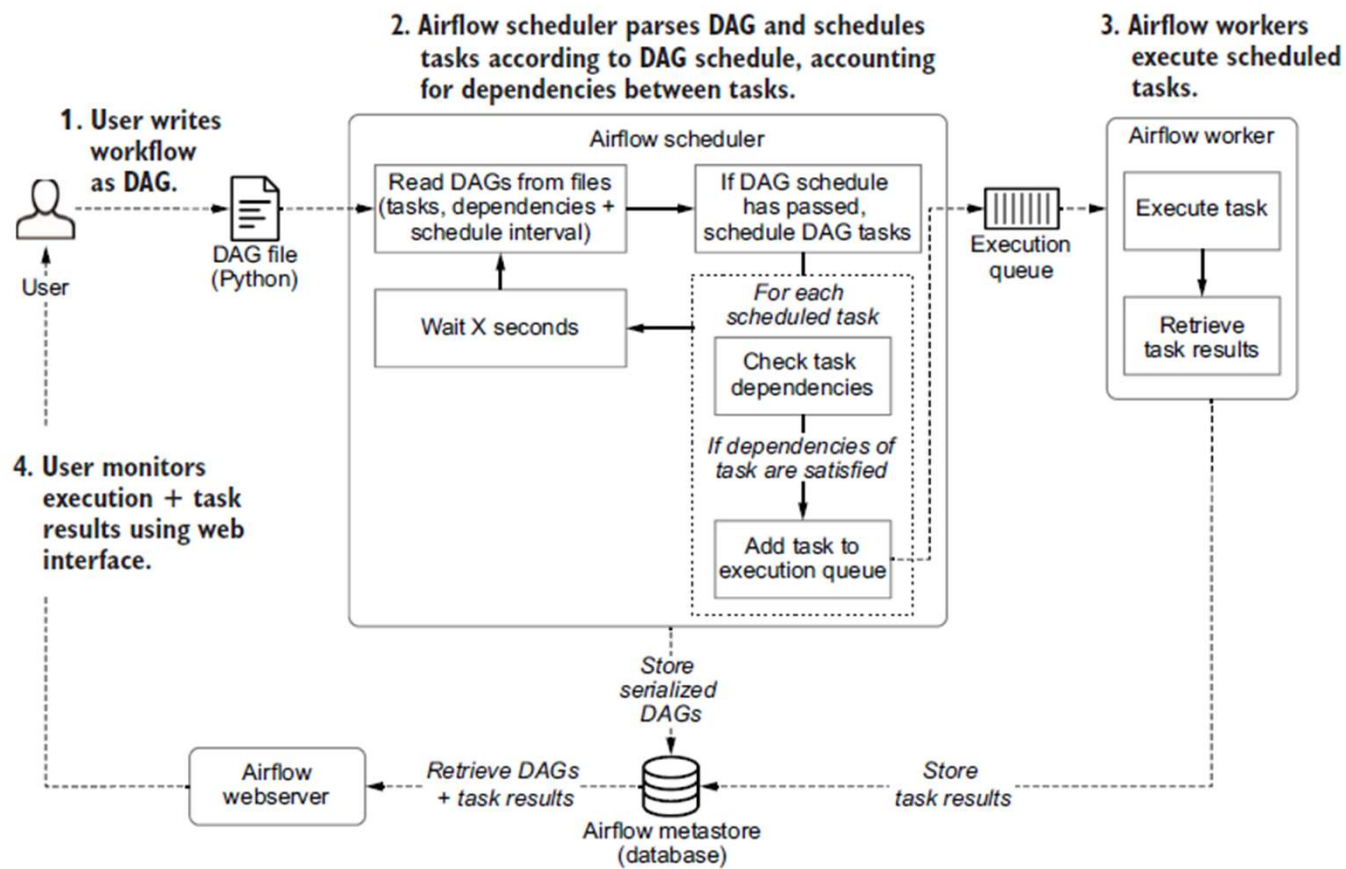 2. Airflow scheduler parses DAG and schedules
tasks according to DAG schedule, accounting
for dependencies between tasks.
3. Airflow workers
execute scheduled
tasks.
1. User writes
workflow
as DAG.
User
DAG file
(Python)
Airflow scheduler
Read DAGs from files
(tasks, dependencies +
schedule interval)
If DAG schedule
has passed,
schedule DAG tasks
Wait X seconds
For each
scheduled task
Check task
dependencies
If dependencies of
task are satisfied
Add task to
execution queue
Execution
queue
Airflow worker
Execute task
Retrieve
task results
4. User monitors
execution + task
results using web
interface.
Store
serialized
DAGs
Airflow
webserver
Retrieve DAGs
+ task results
Store
task results
Airflow metastore
(database)